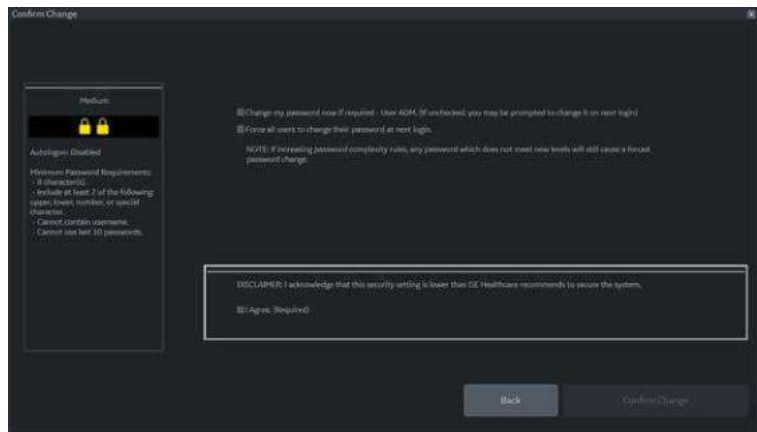 Confirm Change
Medium
Autologon: Disabled
Minimum Password Requirements:
- 8 character(s).
- Include at least 2 of the following:
upper, lower, number, or special
character.
- Cannot contain username.
- Cannot use last 10 passwords.
Change my password now if required - User ADM. (If unchecked, you may be prompted to change it on next login)
Force all users to change their password at next login.
NOTE: If increasing password complexity rules, any password which does not meet new levels will still cause a forced
password change.
DISCLAIMER: I acknowledge that this security setting is lower than GE Healthcare recommends to secure the system.
I Agree. (Required)
Back
Confirm Change